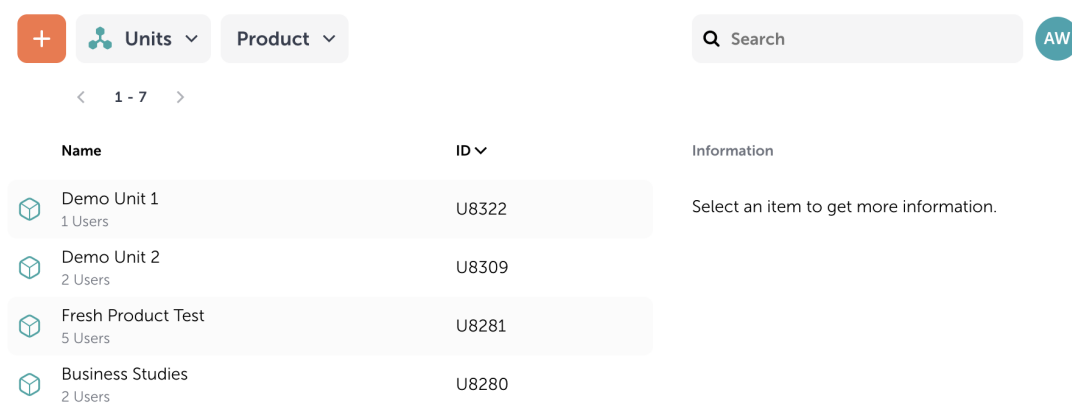 + Units Product Search AW
1 - 7
Name ID Information
Demo Unit 1
1 Users
U8322
Select an item to get more information.
Demo Unit 2
2 Users
U8309
Fresh Product Test
5 Users
U8281
Business Studies
2 Users
U8280